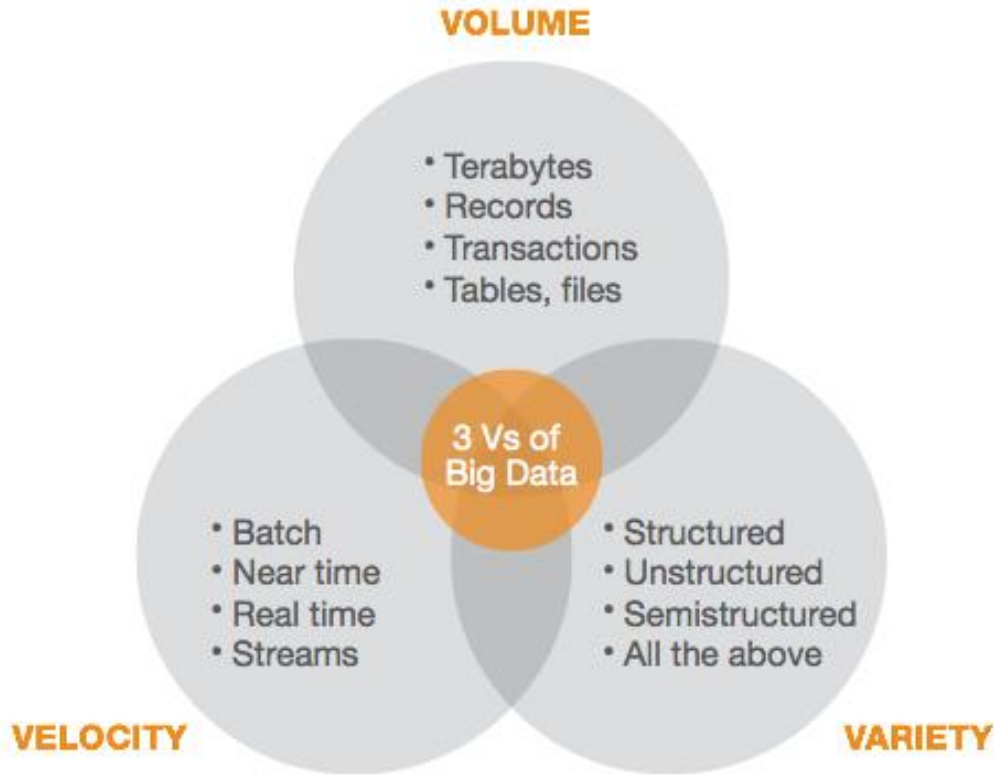 VOLUME
• Terabytes
• Records
• Transactions
• Tables, files
3 Vs of
Big Data
• Batch
• Near time
• Real time
• Streams
• Structured
• Unstructured
• Semistructured
• All the above
VELOCITY
VARIETY